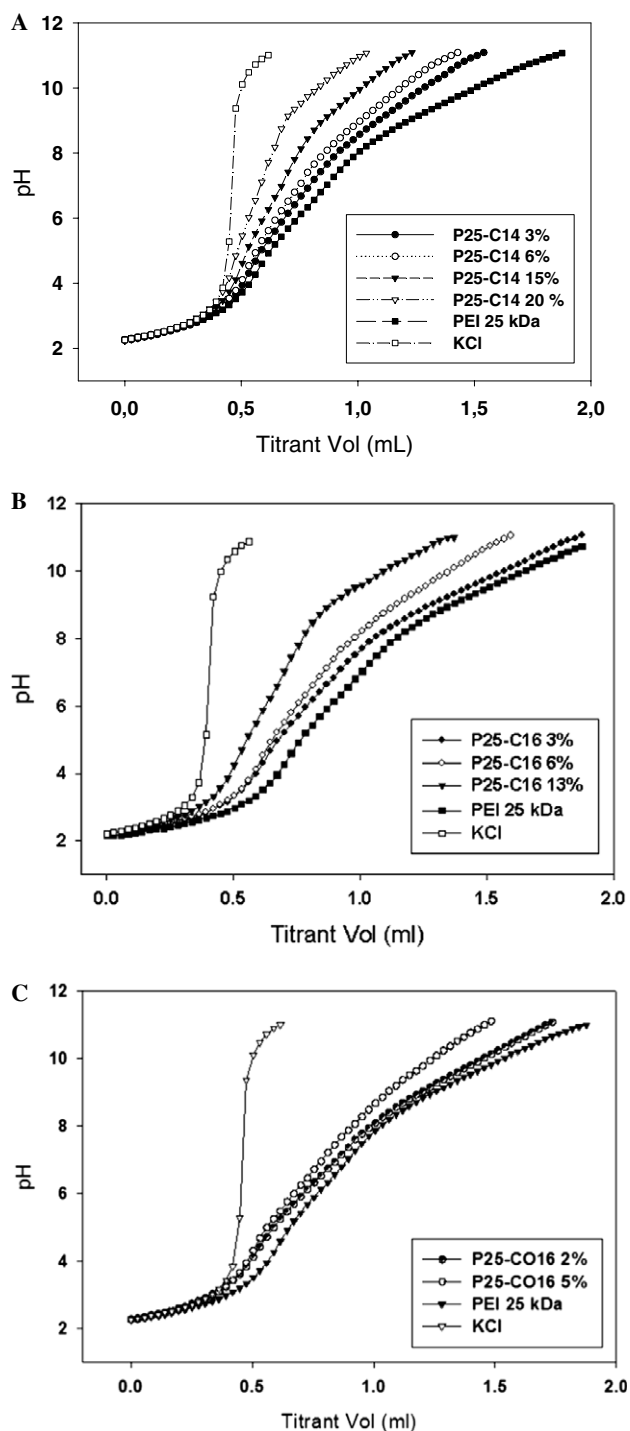 A
12
10
8
6
4
2
pH
P25-C14 3%
P25-C14 6%
P25-C14 15%
P25-C14 20 %
PEI 25 kDa
KCl
0,0 0,5 1,0 1,5 2,0
Titrant Vol (mL)
B
12
10
8
6
4
2
pH
P25-C16 3%
P25-C16 6%
P25-C16 13%
PEI 25 kDa
KCl
0.0 0.5 1.0 1.5 2.0
Titrant Vol (ml)
C
12
10
8
6
4
2
pH
P25-CO16 2%
P25-CO16 5%
PEI 25 kDa
KCl
0.0 0.5 1.0 1.5 2.0
Titrant Vol (ml)